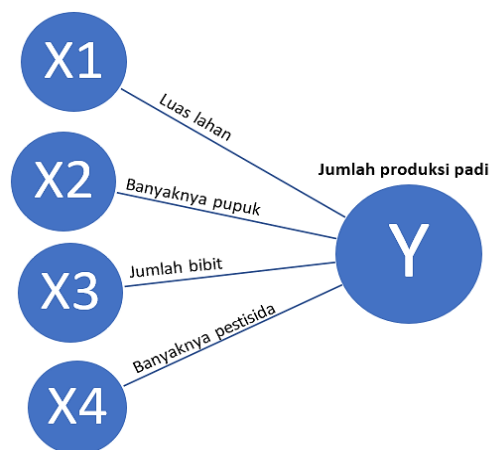 X1
Luas lahan
X2
Banyaknya pupuk
Jumlah produksi padi
Y
X3
Jumlah bibit
X4
Banyaknya pestisida